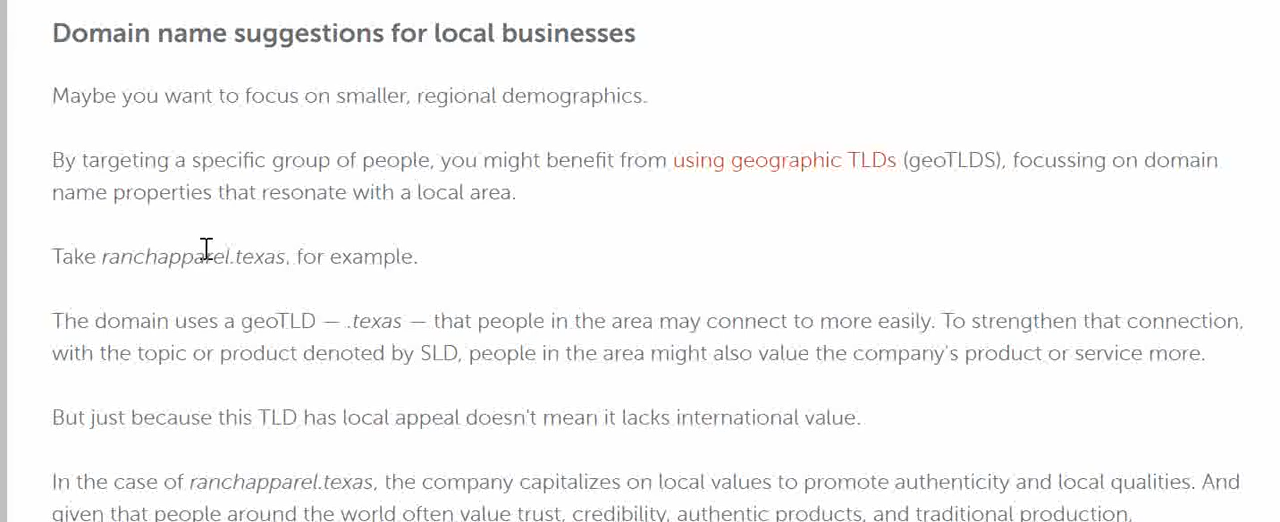 Domain name suggestions for local businesses
Maybe you want to focus on smaller, regional demographics.
By targeting a specific group of people, you might benefit from using geographic TLDs (geoTLDS), focussing on domain
name properties that resonate with a local area.
Take ranchapparel.texas, for example.
The domain uses a geoTLD — .texas — that people in the area may connect to more easily. To strengthen that connection,
with the topic or product denoted by SLD, people in the area might also value the company's product or service more.
But just because this TLD has local appeal doesn't mean it lacks international value.
In the case of ranchapparel.texas, the company capitalizes on local values to promote authenticity and local qualities. And
given that people around the world often value trust, credibility, authentic products, and traditional production,